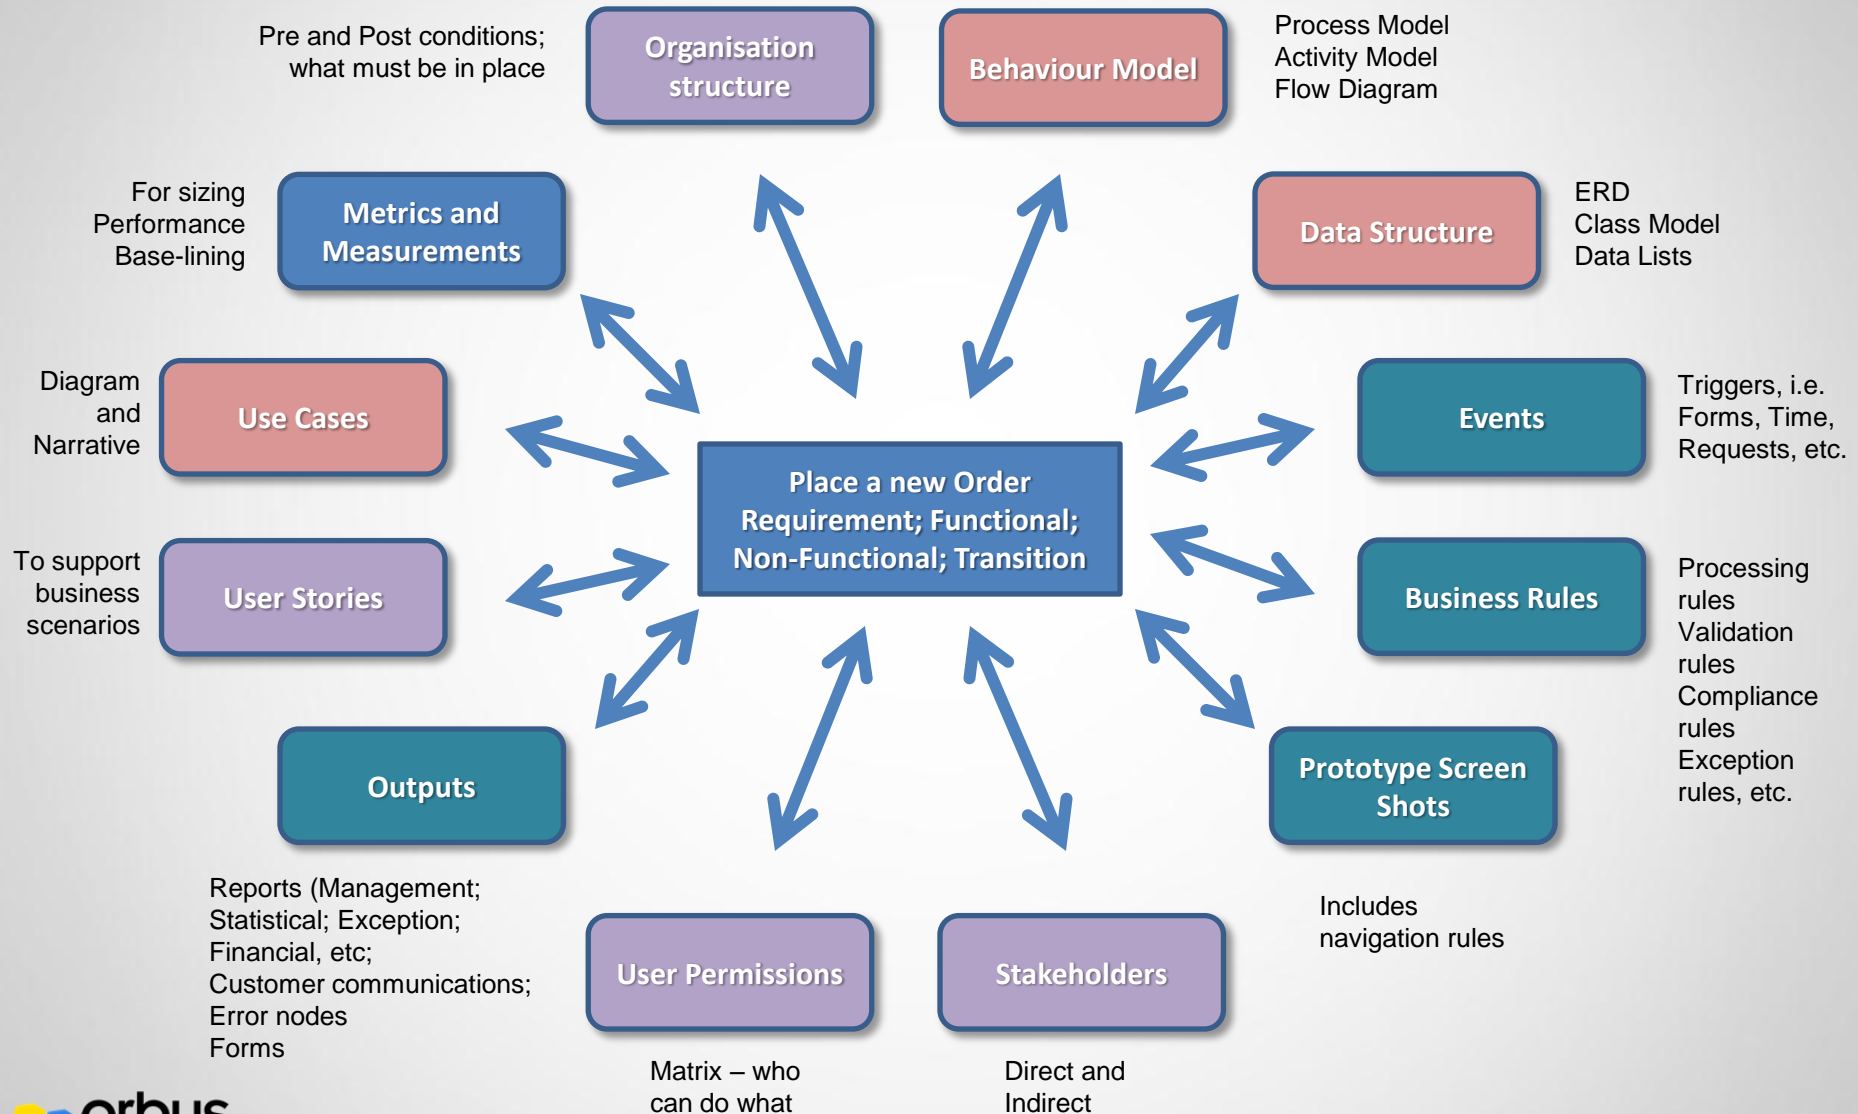 Pre and Post conditions;
what must be in place
Organisation
structure
Behaviour Model
Process Model
Activity Model
Flow Diagram
For sizing
Performance
Base-lining
Metrics and
Measurements
Data Structure
ERD
Class Model
Data Lists
Diagram
and
Narrative
Use Cases
Events
Triggers, i.e.
Forms, Time,
Requests, etc.
Place a new Order
Requirement; Functional;
Non-Functional; Transition
To support
business
scenarios
User Stories
Business Rules
Processing
rules
Validation
rules
Compliance
rules
Exception
rules, etc.
Outputs
Prototype Screen
Shots
Reports (Management;
Statistical; Exception;
Financial, etc;
Customer communications;
Error nodes
Forms
User Permissions
Stakeholders
Includes
navigation rules
Matrix – who
can do what
Direct and
Indirect
orbus